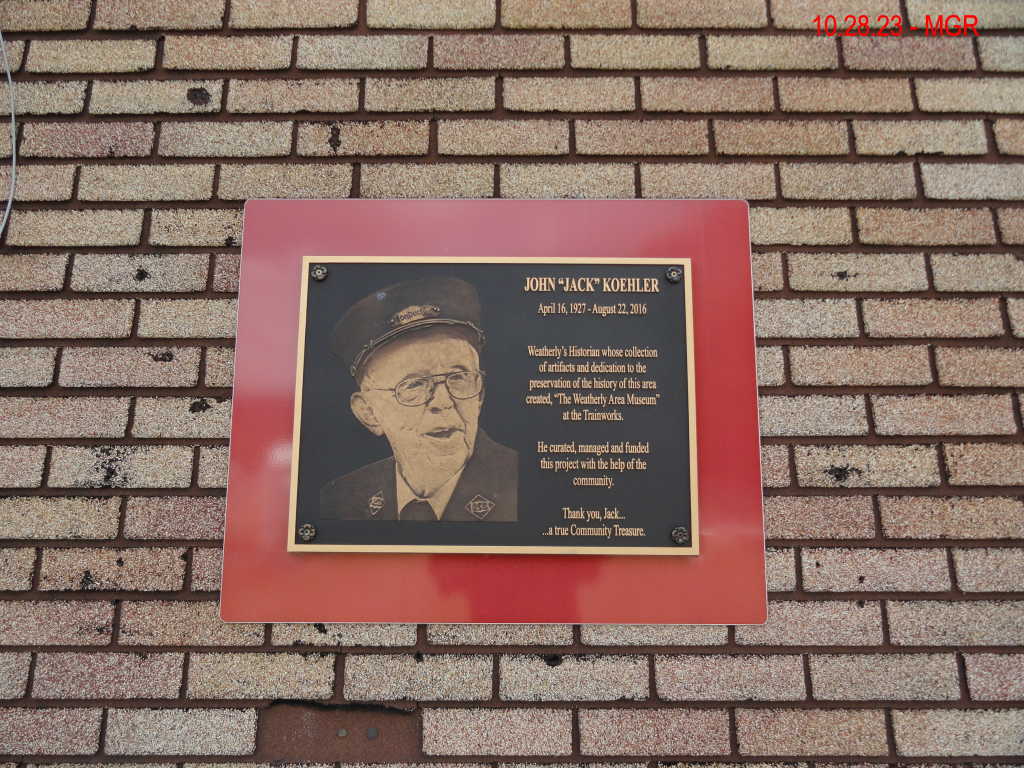 10.28.23 - MGR
JOHN “JACK” KOEHLER
April 16, 1927 - August 22, 2016
Weatherly’s Historian whose collection
of artifacts and dedication to the
preservation of the history of this area
created, “The Weatherly Area Museum”
at the Trainworks.
He curated, managed and funded
this project with the help of the
community.
Thank you, Jack...
...a true Community Treasure.